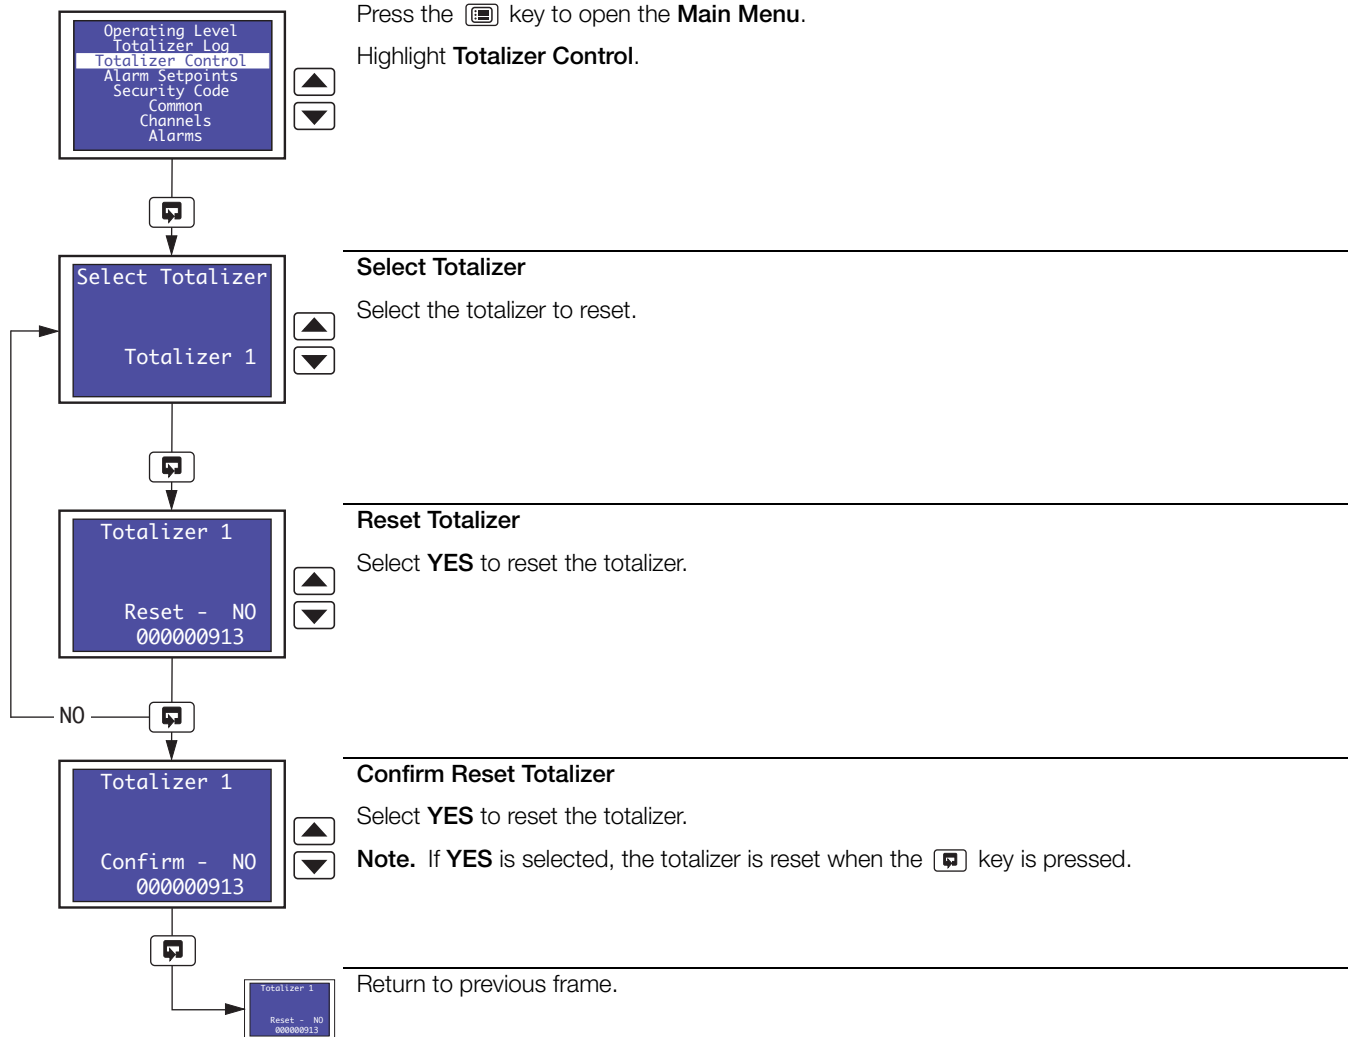 Press the key to open the Main Menu.
Highlight Totalizer Control.
Operating Level
Totalizer Log
Totalizer Control
Alarm Setpoints
Security Code
Common
Channels
Alarms
Select Totalizer
Select the totalizer to reset.
Select Totalizer
Totalizer 1
Reset Totalizer
Select YES to reset the totalizer.
Totalizer 1
Reset - NO
000000913
NO
Confirm Reset Totalizer
Select YES to reset the totalizer.
Note. If YES is selected, the totalizer is reset when the key is pressed.
Totalizer 1
Confirm - NO
000000913
Return to previous frame.
Totalizer 1
Reset - NO
000000913